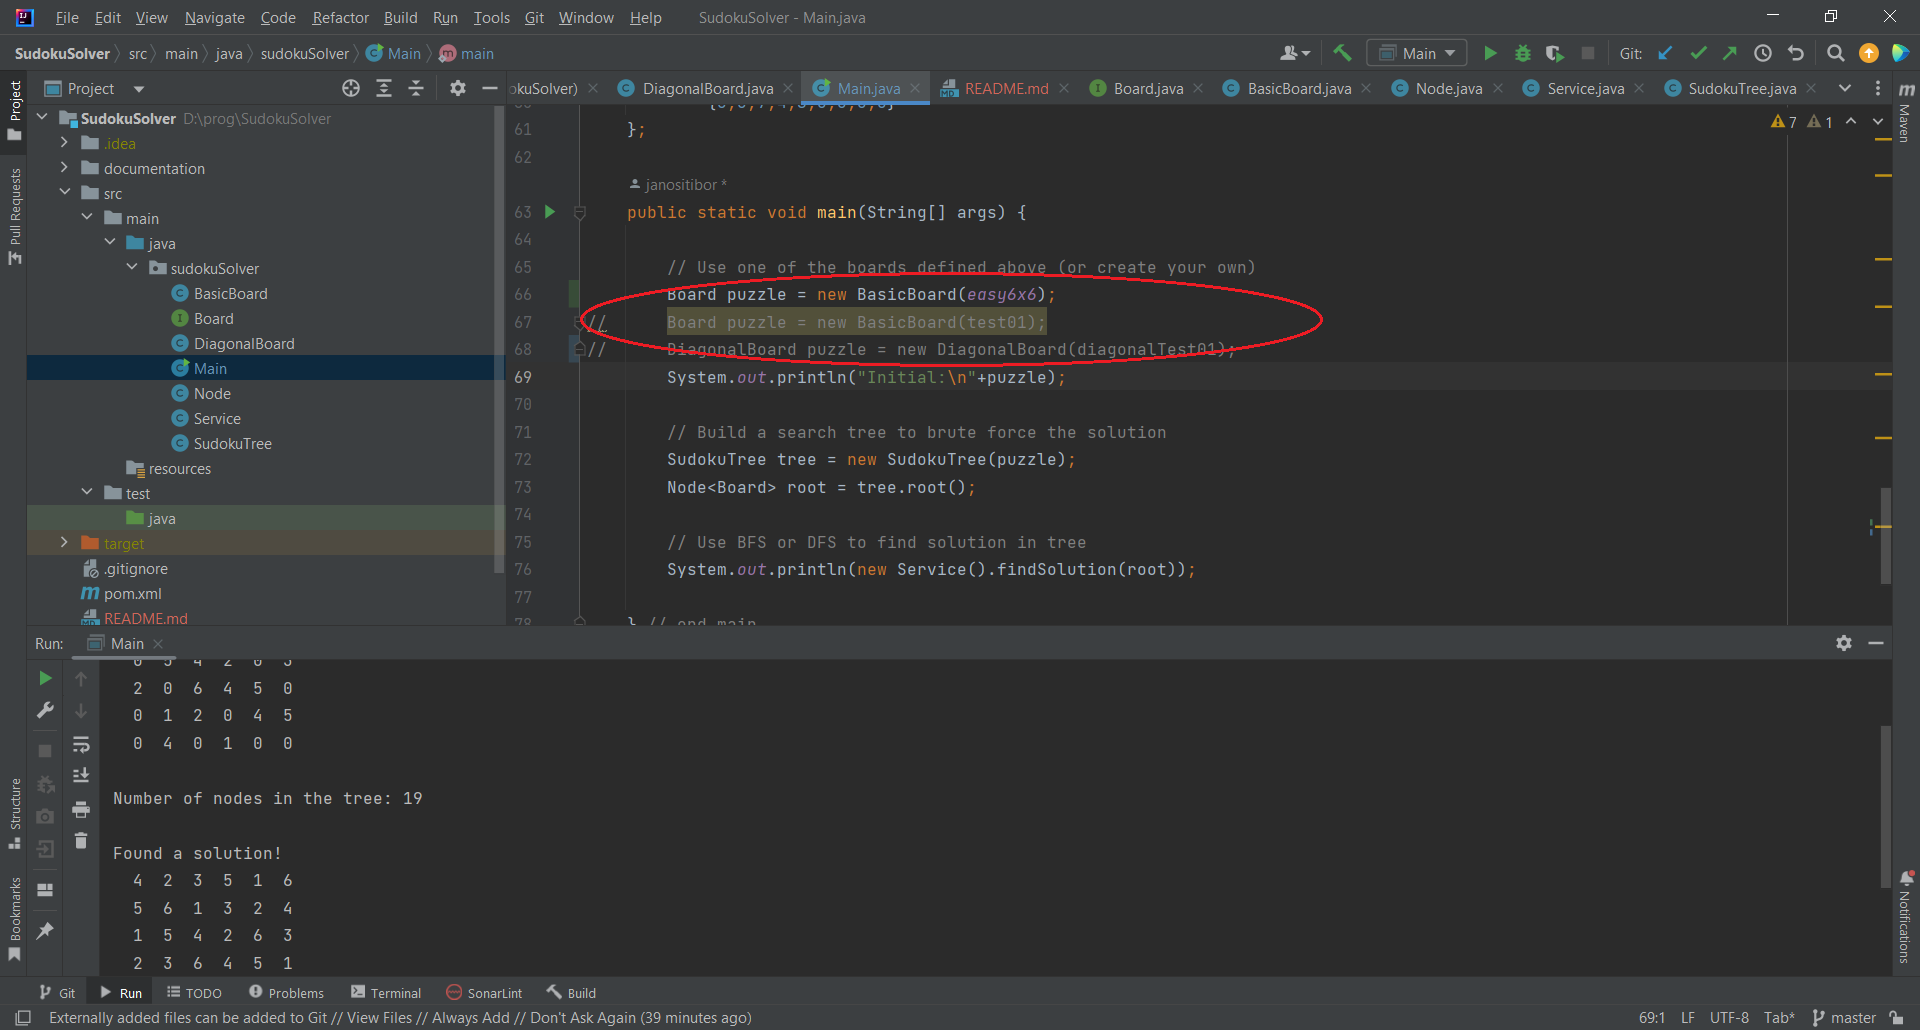 File Edit View Navigate Code Refactor Build Run Tools Git Window Help SudokuSolver - Main.java
SudokuSolver src main java sudokuSolver Main main
Main Git:
Project
okuSolver) DiagonalBoard.java Main.java README.md Board.java BasicBoard.java Node.java Service.java SudokuTree.java
Project
Pull Requests
Structure
Bookmarks
Maven
Notifications
SudokuSolver D:\prog\SudokuSolver
.idea
documentation
src
main
java
sudokuSolver
BasicBoard
Board
DiagonalBoard
Main
Node
Service
SudokuTree
resources
test
java
target
.gitignore
pom.xml
README.md
7 1
61 };
62
janositibor *
63 public static void main(String[] args) {
64
65 // Use one of the boards defined above (or create your own)
66 Board puzzle = new BasicBoard(easy6x6);
67 // Board puzzle = new BasicBoard(test01);
68 // DiagonalBoard puzzle = new DiagonalBoard(diagonalTest01);
69 System.out.println("Initial:\n"+puzzle);
70
71 // Build a search tree to brute force the solution
72 SudokuTree tree = new SudokuTree(puzzle);
73 Node<Board> root = tree.root();
74
75 // Use BFS or DFS to find solution in tree
76 System.out.println(new Service().findSolution(root));
77
78 } // end main
Run: Main
0 5 4 2 6 3
2 0 6 4 5 0
0 1 2 0 4 5
0 4 0 1 0 0
Number of nodes in the tree: 19
Found a solution!
4 2 3 5 1 6
5 6 1 3 2 4
1 5 4 2 6 3
2 3 6 4 5 1
Git Run TODO Problems Terminal SonarLint Build
Externally added files can be added to Git // View Files // Always Add // Don't Ask Again (39 minutes ago)
69:1 LF UTF-8 Tab* master